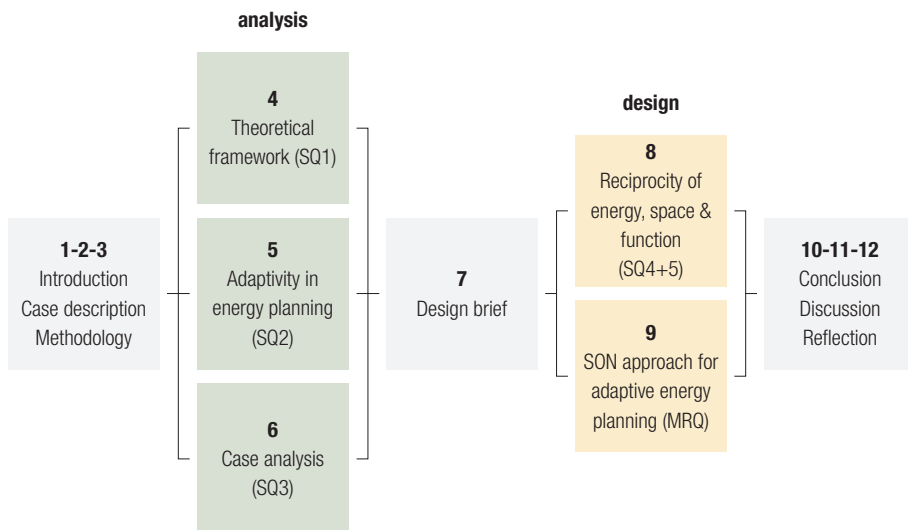 analysis
4
Theoretical
framework (SQ1)
design
8
Reciprocity of
energy, space &
function
(SQ4+5)
1-2-3
Introduction
Case description
Methodology
5
Adaptivity in
energy planning
(SQ2)
7
Design brief
10-11-12
Conclusion
Discussion
Reflection
9
SON approach for
adaptive energy
planning (MRQ)
6
Case analysis
(SQ3)